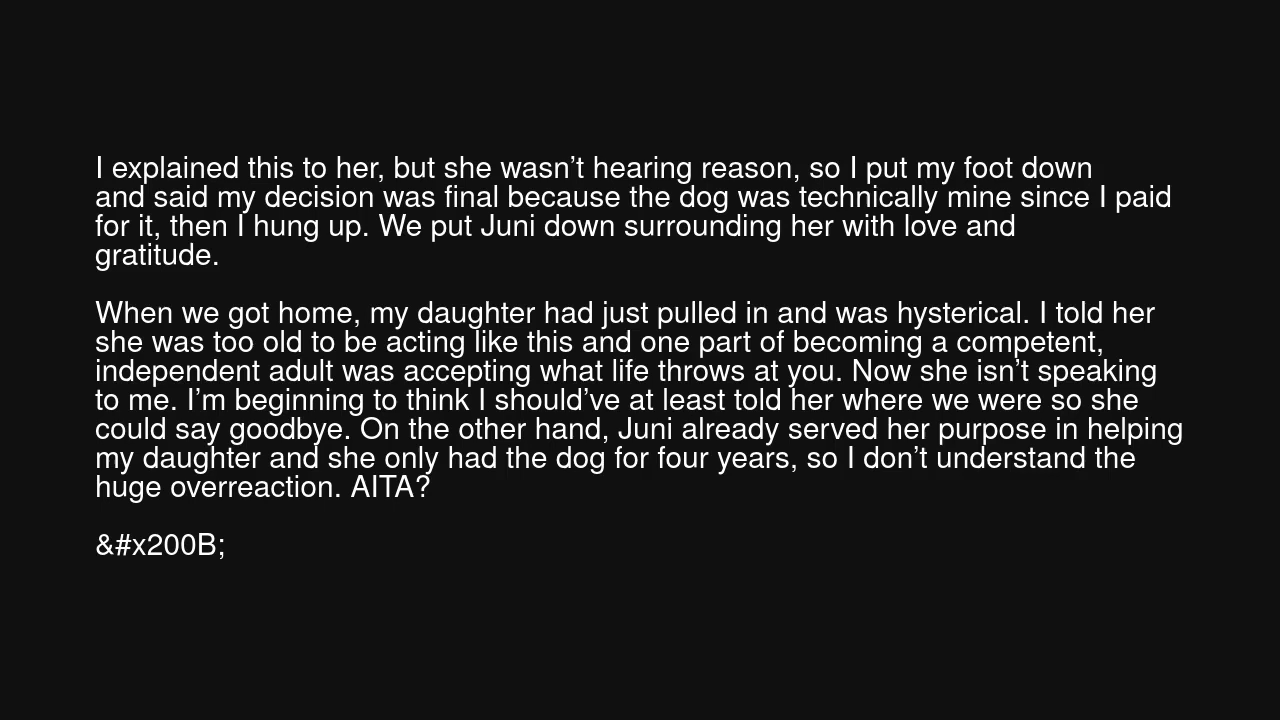 I explained this to her, but she wasn’t hearing reason, so I put my foot down
and said my decision was final because the dog was technically mine since I paid
for it, then I hung up. We put Juni down surrounding her with love and
gratitude.
When we got home, my daughter had just pulled in and was hysterical. I told her
she was too old to be acting like this and one part of becoming a competent,
independent adult was accepting what life throws at you. Now she isn’t speaking
to me. I’m beginning to think I should’ve at least told her where we were so she
could say goodbye. On the other hand, Juni already served her purpose in helping
my daughter and she only had the dog for four years, so I don’t understand the
huge overreaction. AITA?
&#x200B;